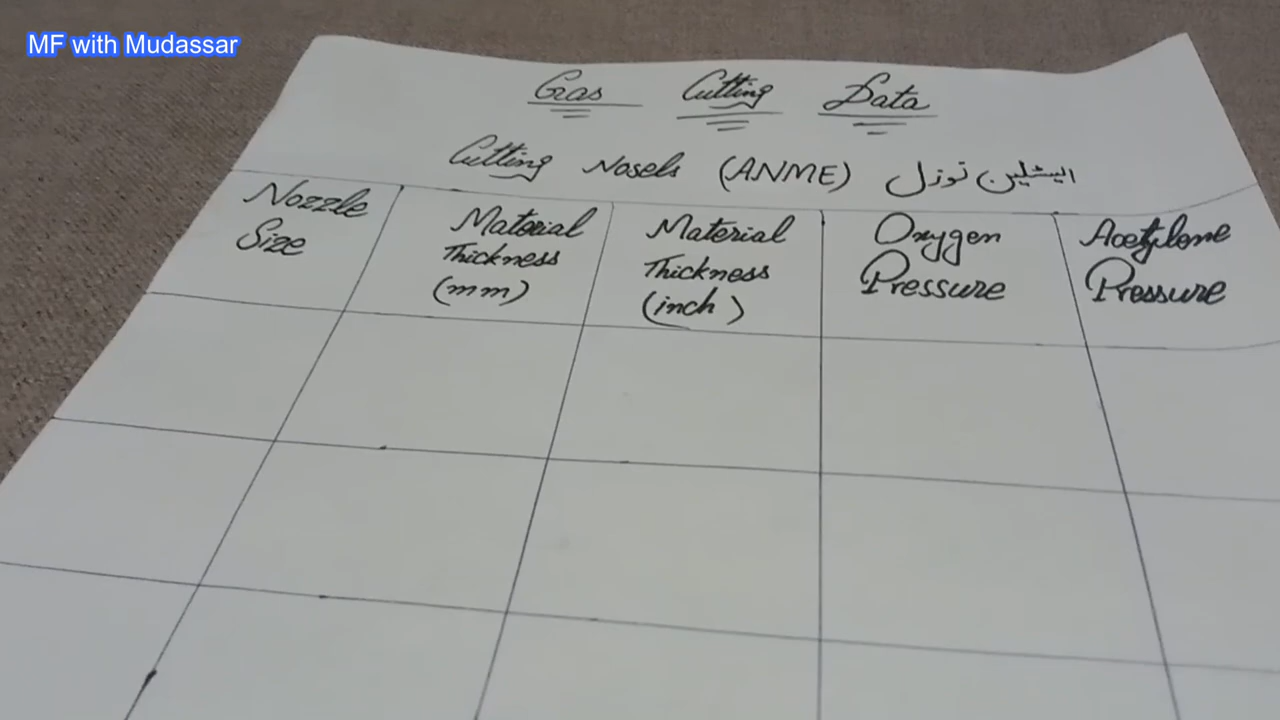 MF with Mudassar
Gas Cutting Data
Cutting Nosels (ANME) اليسٹلین نوزل
Nozzle
Size
Material
Thickness
(mm)
Material
Thickness
(inch)
Oxygen
Pressure
Acetylene
Pressure